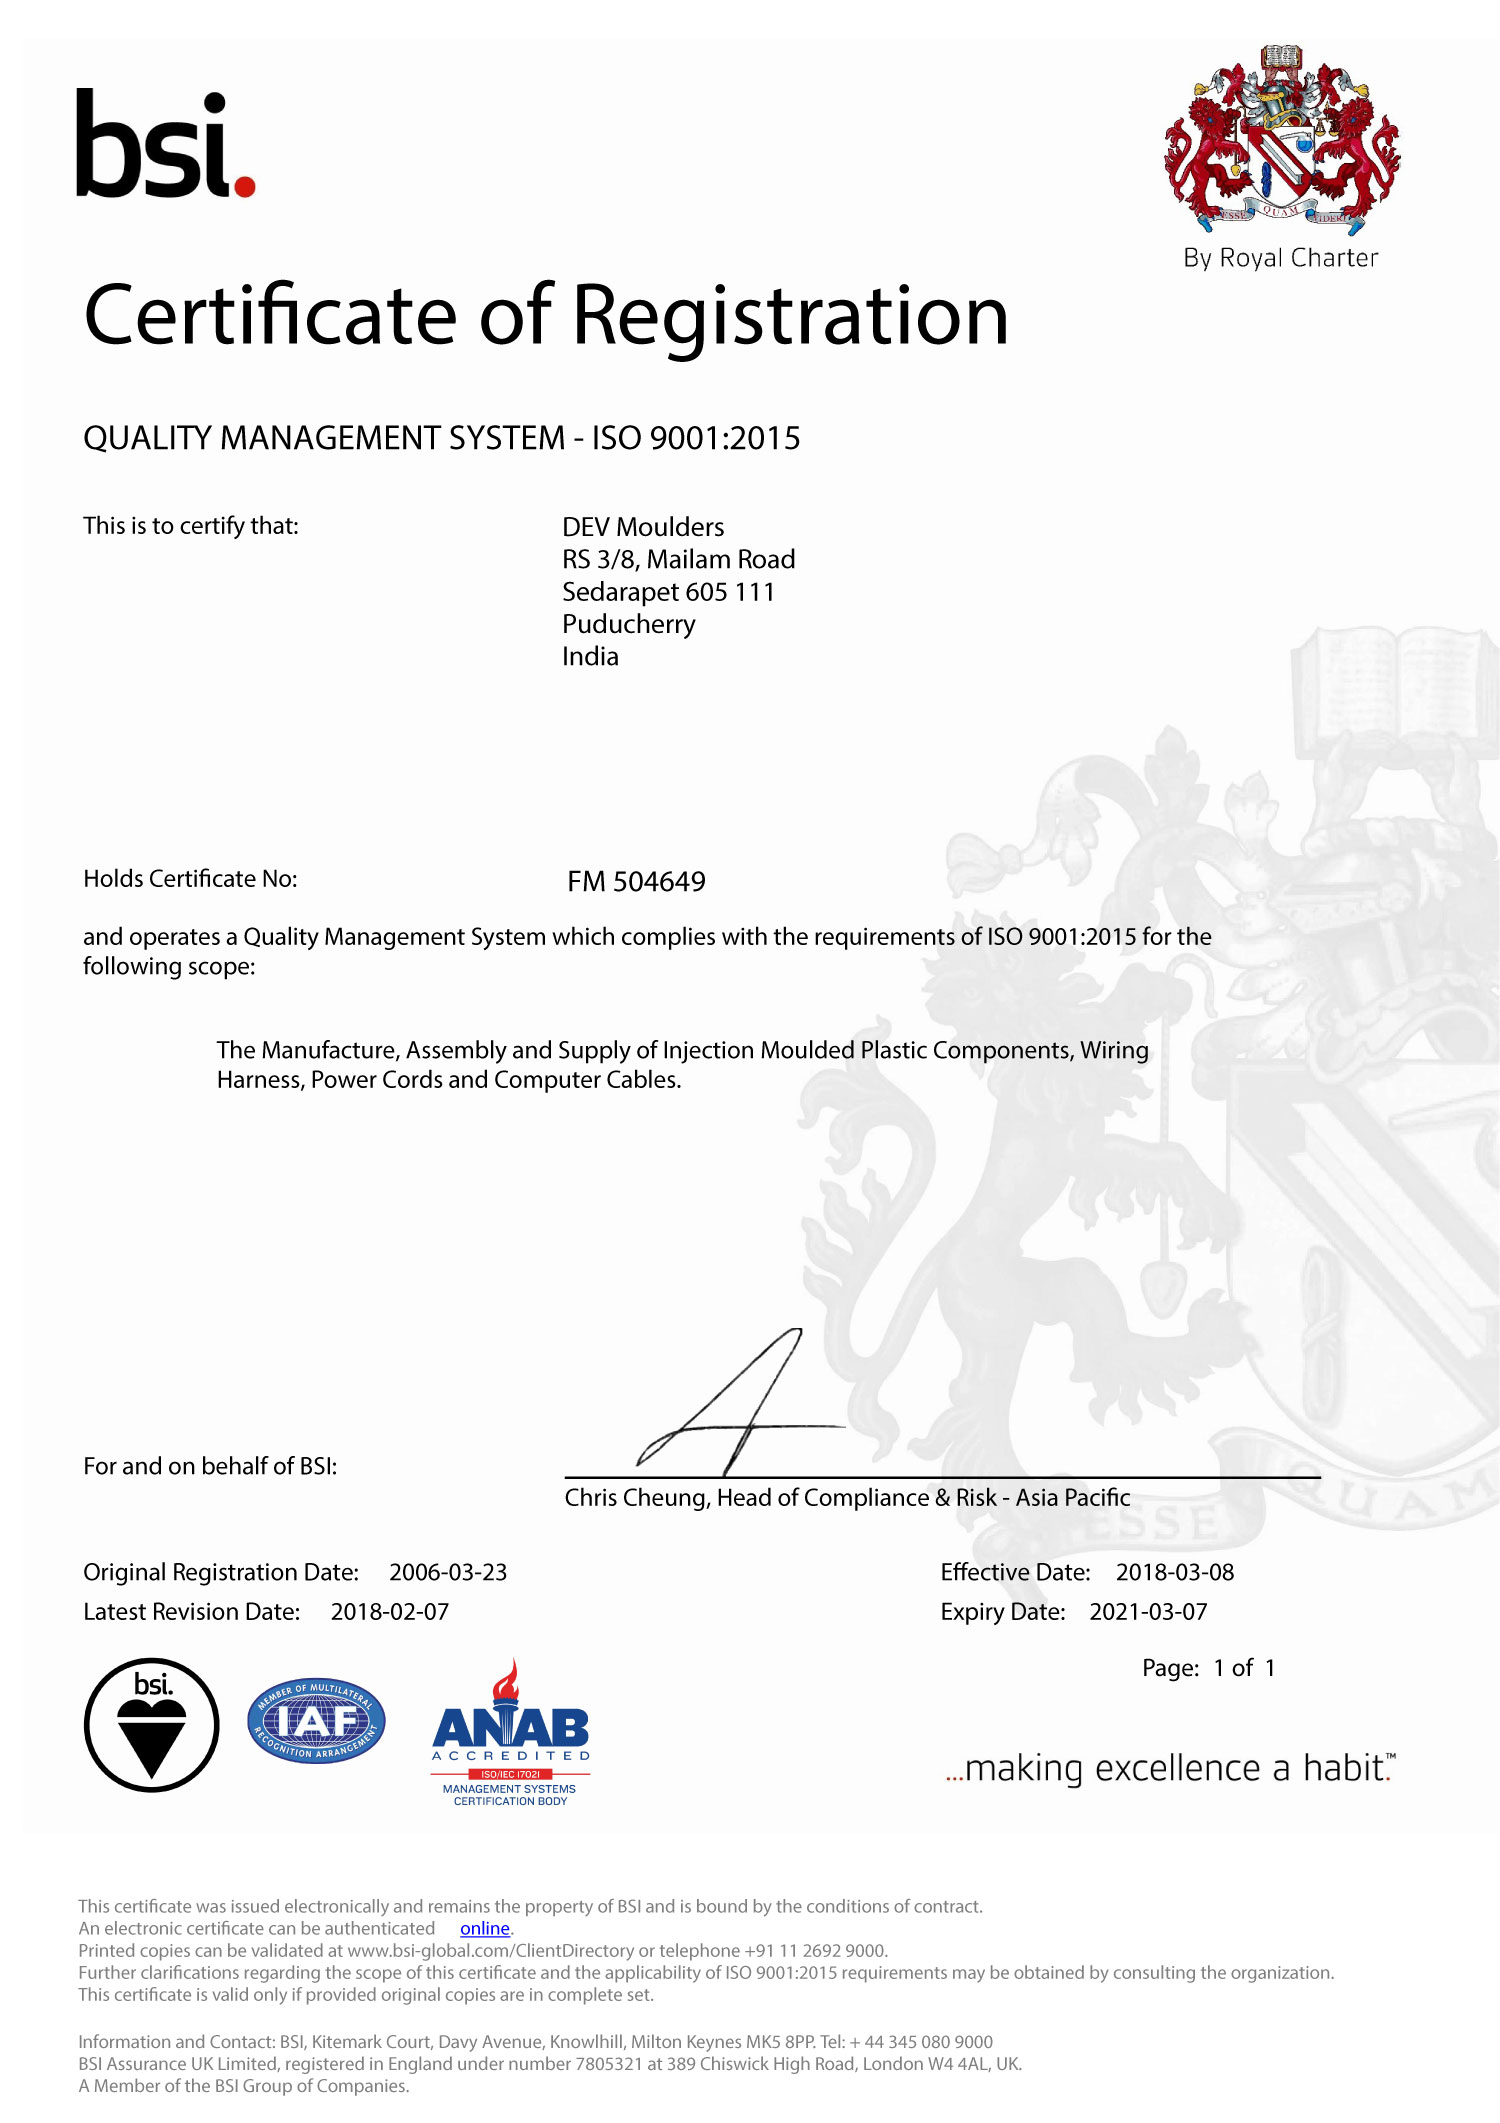 bsi.
ESSE QUAM VIDERI
By Royal Charter
Certificate of Registration
QUALITY MANAGEMENT SYSTEM - ISO 9001:2015
This is to certify that:
DEV Moulders
RS 3/8, Mailam Road
Sedarapet 605 111
Puducherry
India
Holds Certificate No:
FM 504649
and operates a Quality Management System which complies with the requirements of ISO 9001:2015 for the
following scope:
The Manufacture, Assembly and Supply of Injection Moulded Plastic Components, Wiring
Harness, Power Cords and Computer Cables.
For and on behalf of BSI:
Chris Cheung, Head of Compliance & Risk - Asia Pacific
ESSE QUAM
Original Registration Date: 2006-03-23
Effective Date: 2018-03-08
Latest Revision Date: 2018-02-07
Expiry Date: 2021-03-07
Page: 1 of 1
bsi.
MEMBER OF MULTILATERAL
IAF
RECOGNITION ARRANGEMENT
ANAB
ACCREDITED
ISO/IEC 17021
MANAGEMENT SYSTEMS
CERTIFICATION BODY
...making excellence a habit.™
This certificate was issued electronically and remains the property of BSI and is bound by the conditions of contract.
An electronic certificate can be authenticated online.
Printed copies can be validated at www.bsi-global.com/ClientDirectory or telephone +91 11 2692 9000.
Further clarifications regarding the scope of this certificate and the applicability of ISO 9001:2015 requirements may be obtained by consulting the organization.
This certificate is valid only if provided original copies are in complete set.
Information and Contact: BSI, Kitemark Court, Davy Avenue, Knowlhill, Milton Keynes MK5 8PP. Tel: + 44 345 080 9000
BSI Assurance UK Limited, registered in England under number 7805321 at 389 Chiswick High Road, London W4 4AL, UK.
A Member of the BSI Group of Companies.